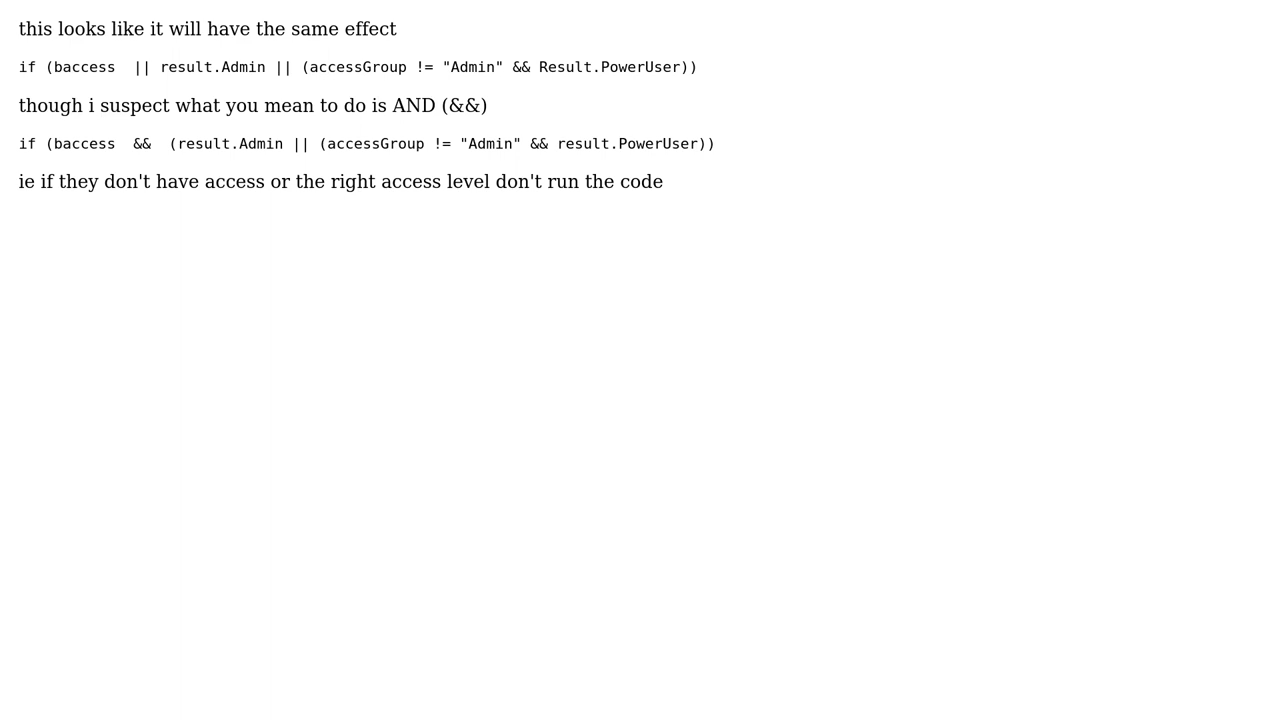 this looks like it will have the same effect
if (baccess  || result.Admin || (accessGroup != "Admin" && Result.PowerUser))
though i suspect what you mean to do is AND (&&)
if (baccess  &&  (result.Admin || (accessGroup != "Admin" && result.PowerUser))
ie if they don't have access or the right access level don't run the code